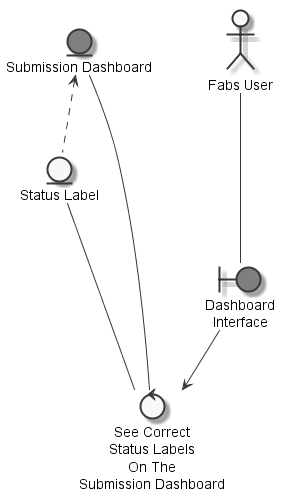 Submission Dashboard
Fabs User
Status Label
Dashboard
Interface
See Correct
Status Labels
On The
Submission Dashboard